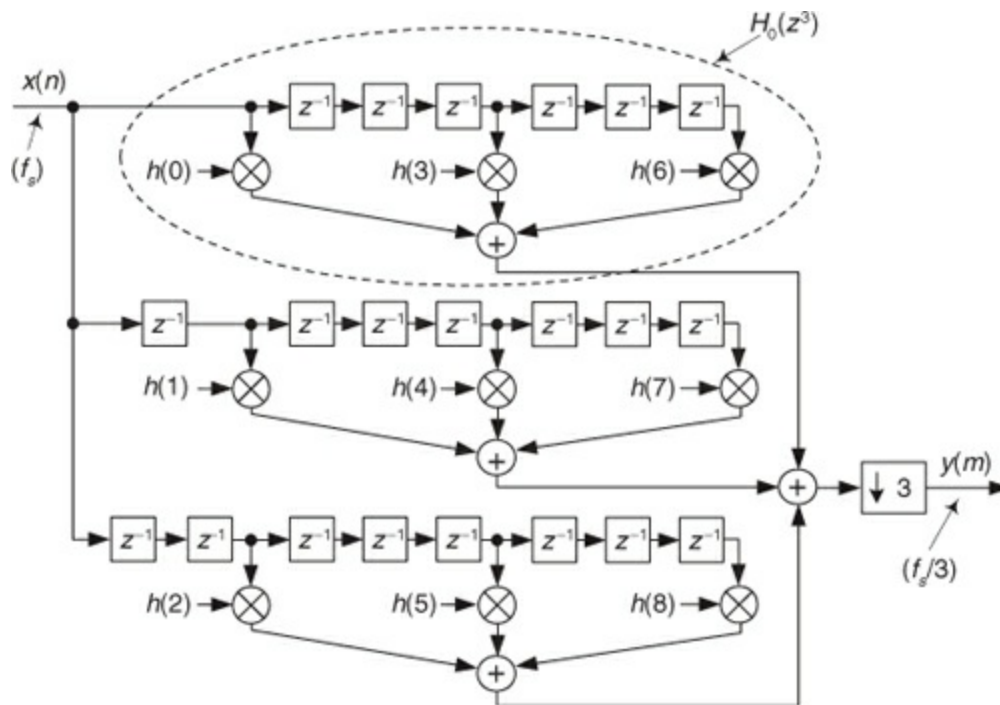 H₀(z³)
x(n)
z⁻¹ z⁻¹ z⁻¹ z⁻¹ z⁻¹ z⁻¹
(fₛ)
h(0) h(3) h(6)
+
z⁻¹ z⁻¹ z⁻¹ z⁻¹ z⁻¹ z⁻¹ z⁻¹
h(1) h(4) h(7)
+
y(m)
+ ↓ 3
z⁻¹ z⁻¹ z⁻¹ z⁻¹ z⁻¹ z⁻¹ z⁻¹ z⁻¹
(fₛ/3)
h(2) h(5) h(8)
+